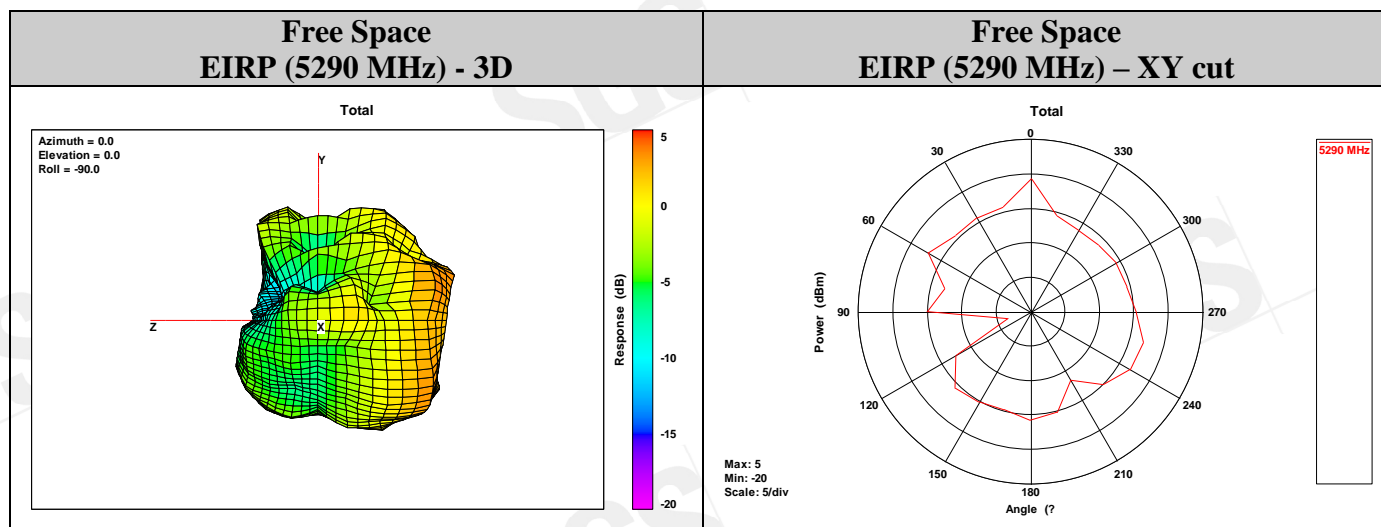 Free Space
EIRP (5290 MHz) - 3D
Free Space
EIRP (5290 MHz) – XY cut
Total
Azimuth = 0.0
Elevation = 0.0
Roll = -90.0
Y
Z
X
5
0
-5
-10
-15
-20
Response (dB)
Total
0
30
330
60
300
90
270
120
240
150
210
180
Power (dBm)
Max: 5
Min: -20
Scale: 5/div
Angle (?
5290 MHz